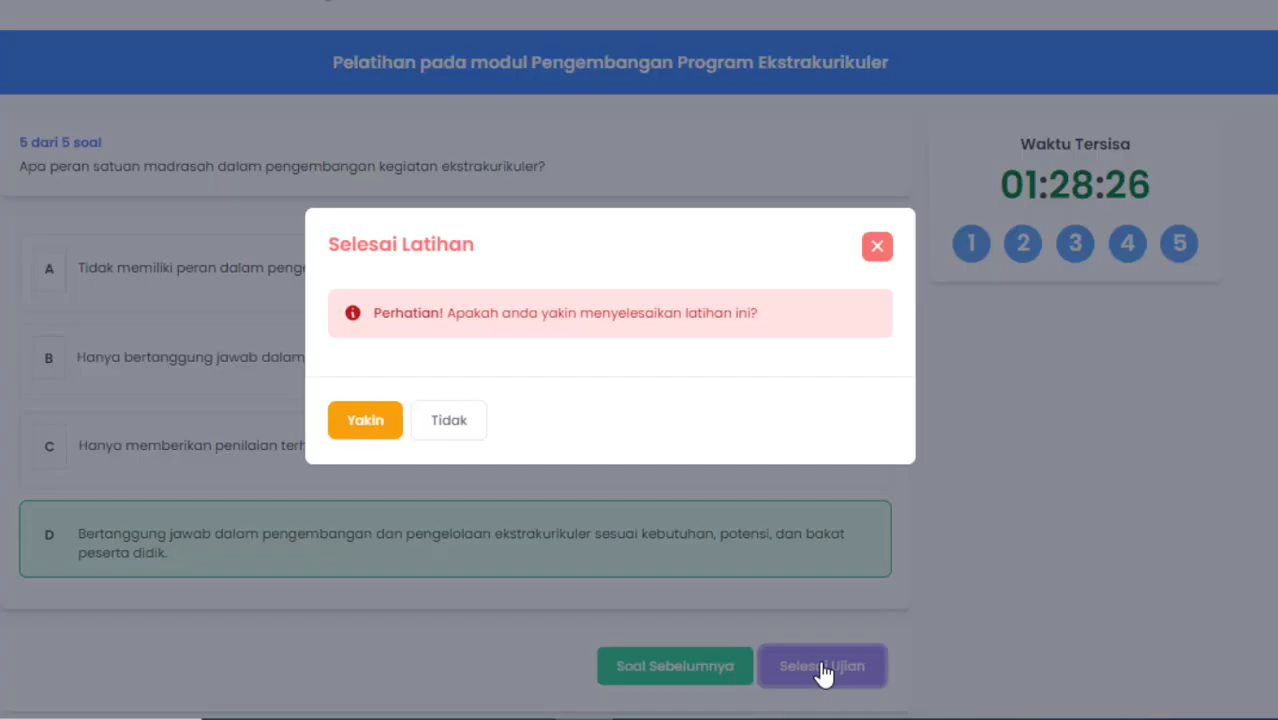 Pelatihan pada modul Pengembangan Program Ekstrakurikuler
5 dari 5 soal
Apa peran satuan madrasah dalam pengembangan kegiatan ekstrakurikuler?
Waktu Tersisa
01:28:26
1 2 3 4 5
Selesai Latihan
Perhatian! Apakah anda yakin menyelesaikan latihan ini?
Yakin Tidak
A Tidak memiliki peran dalam
B Hanya bertanggung jawab dalam
C Hanya memberikan penilaian
D Bertanggung jawab dalam pengembangan dan pengelolaan ekstrakurikuler sesuai kebutuhan, potensi, dan bakat
peserta didik.
Soal Sebelumnya Selesai Ujian